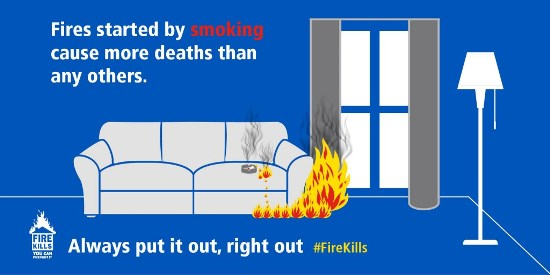 Fires started by smoking
cause more deaths than
any others.
FIRE
KILLS
YOU CAN
PREVENT IT
Always put it out, right out #FireKills